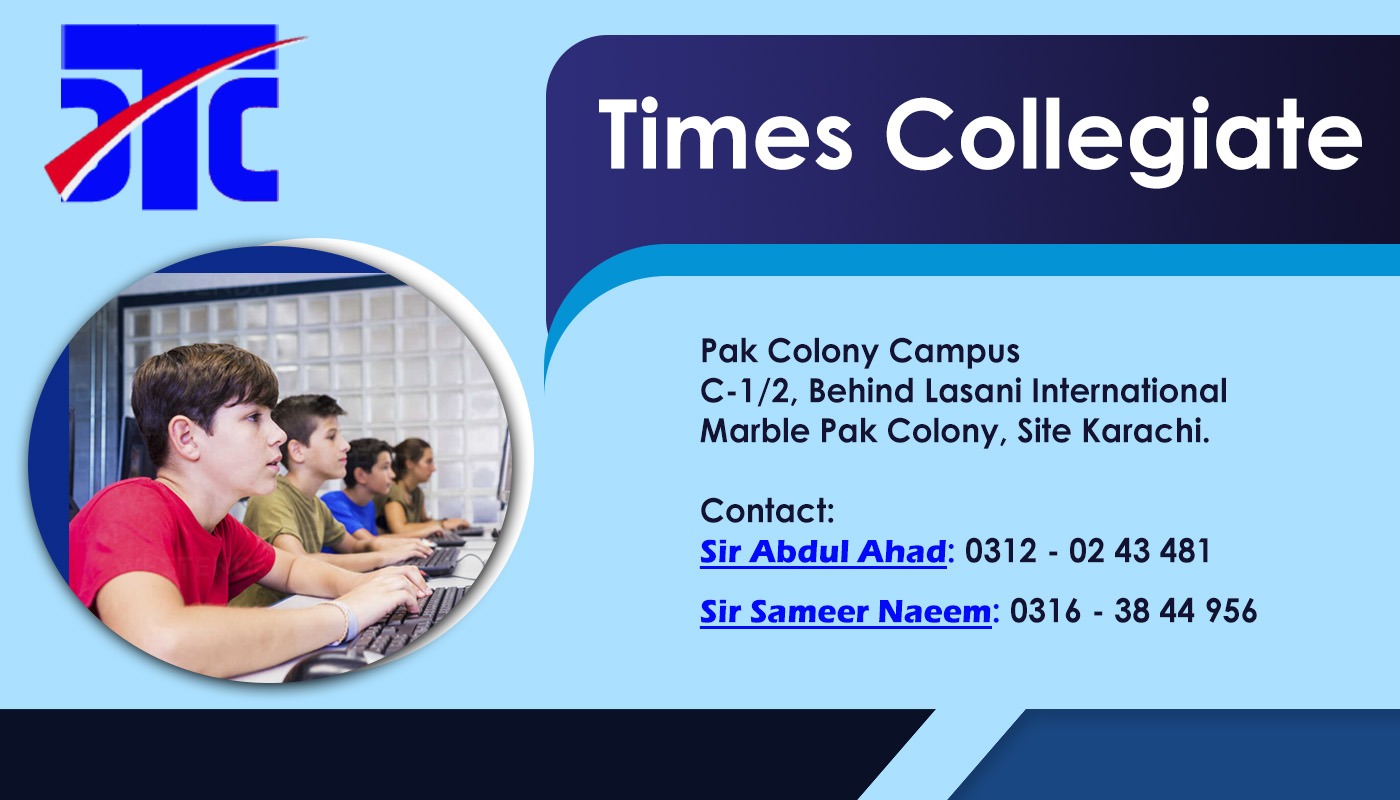 Times Collegiate
Pak Colony Campus
C-1/2, Behind Lasani International
Marble Pak Colony, Site Karachi.
Contact:
Sir Abdul Ahad: 0312 - 02 43 481
Sir Sameer Naeem: 0316 - 38 44 956